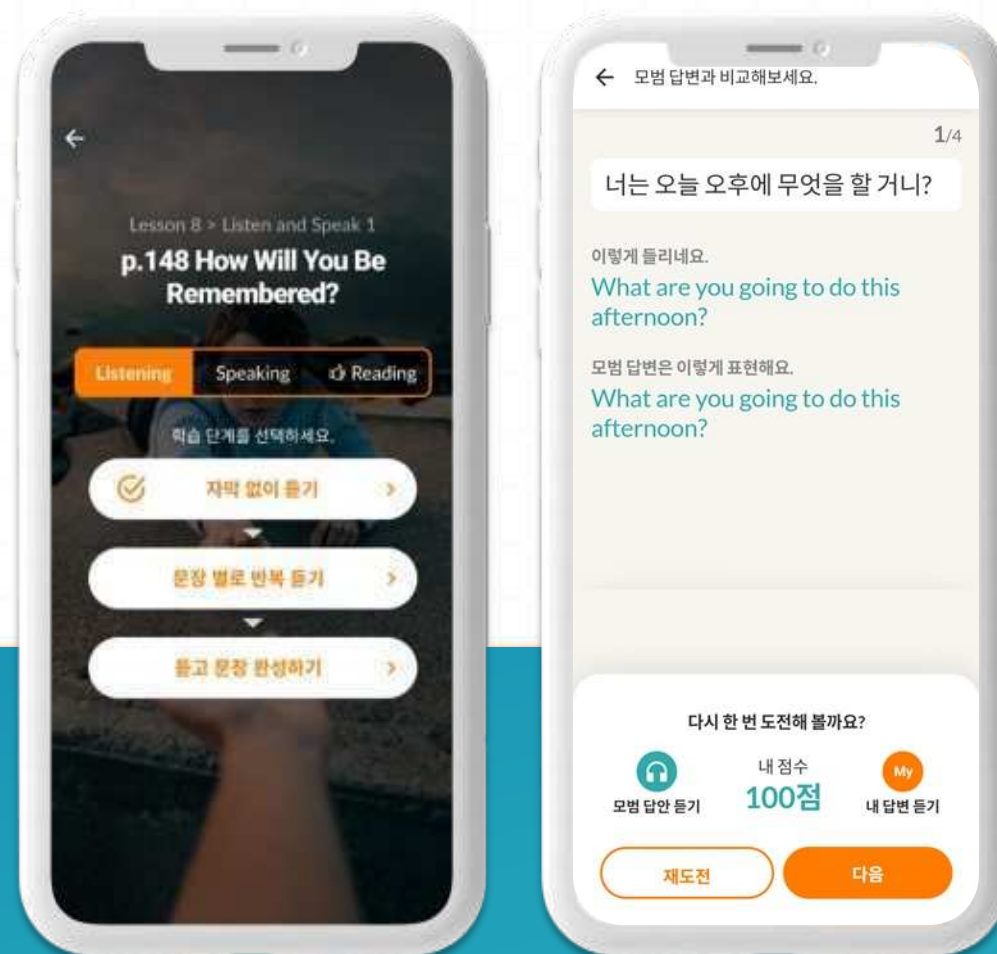 Lesson 8 > Listen and Speak 1
p.148 How Will You Be
Remembered?
Listening
Speaking
Reading
학습 단계를 선택하세요.
자막 없이 듣기
문장 별로 반복 듣기
듣고 문장 완성하기
모범 답변과 비교해보세요.
1/4
너는 오늘 오후에 무엇을 할 거니?
이렇게 들리네요.
What are you going to do this
afternoon?
모범 답변은 이렇게 표현해요.
What are you going to do this
afternoon?
다시 한 번 도전해 볼까요?
내 점수
100점
My
모범 답안 듣기
내 답변 듣기
재도전
다음